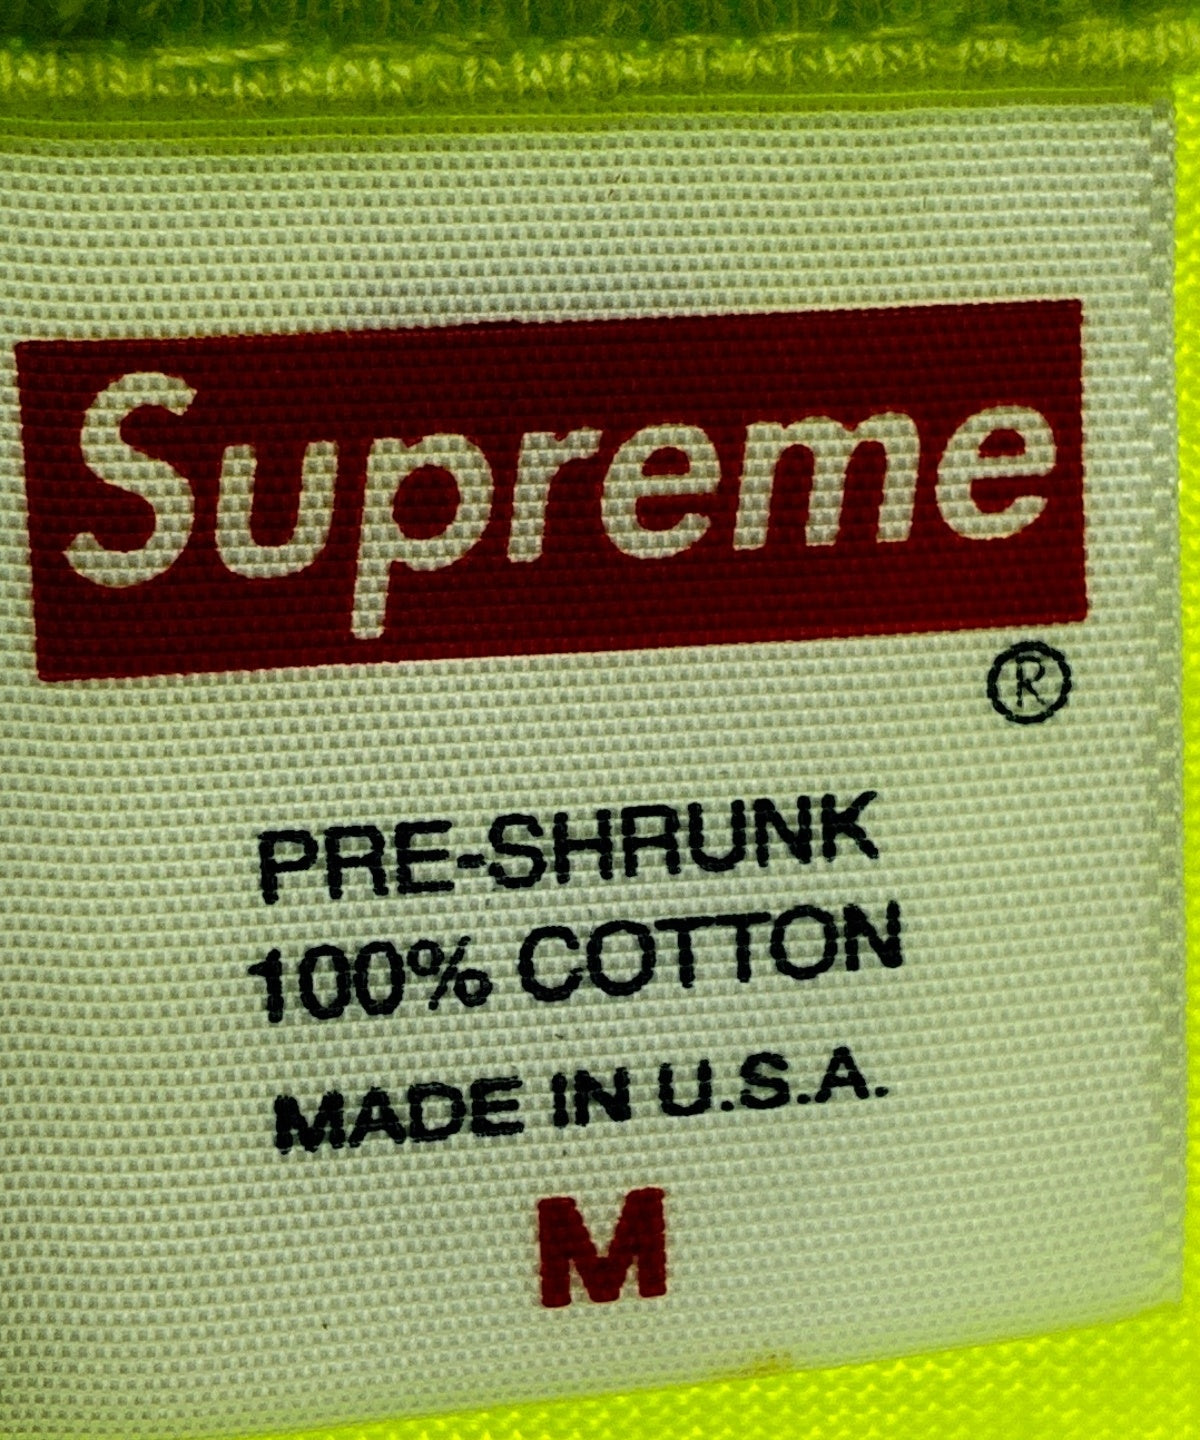 Supreme
®
PRE-SHRUNK
100% COTTON
MADE IN U.S.A.
M